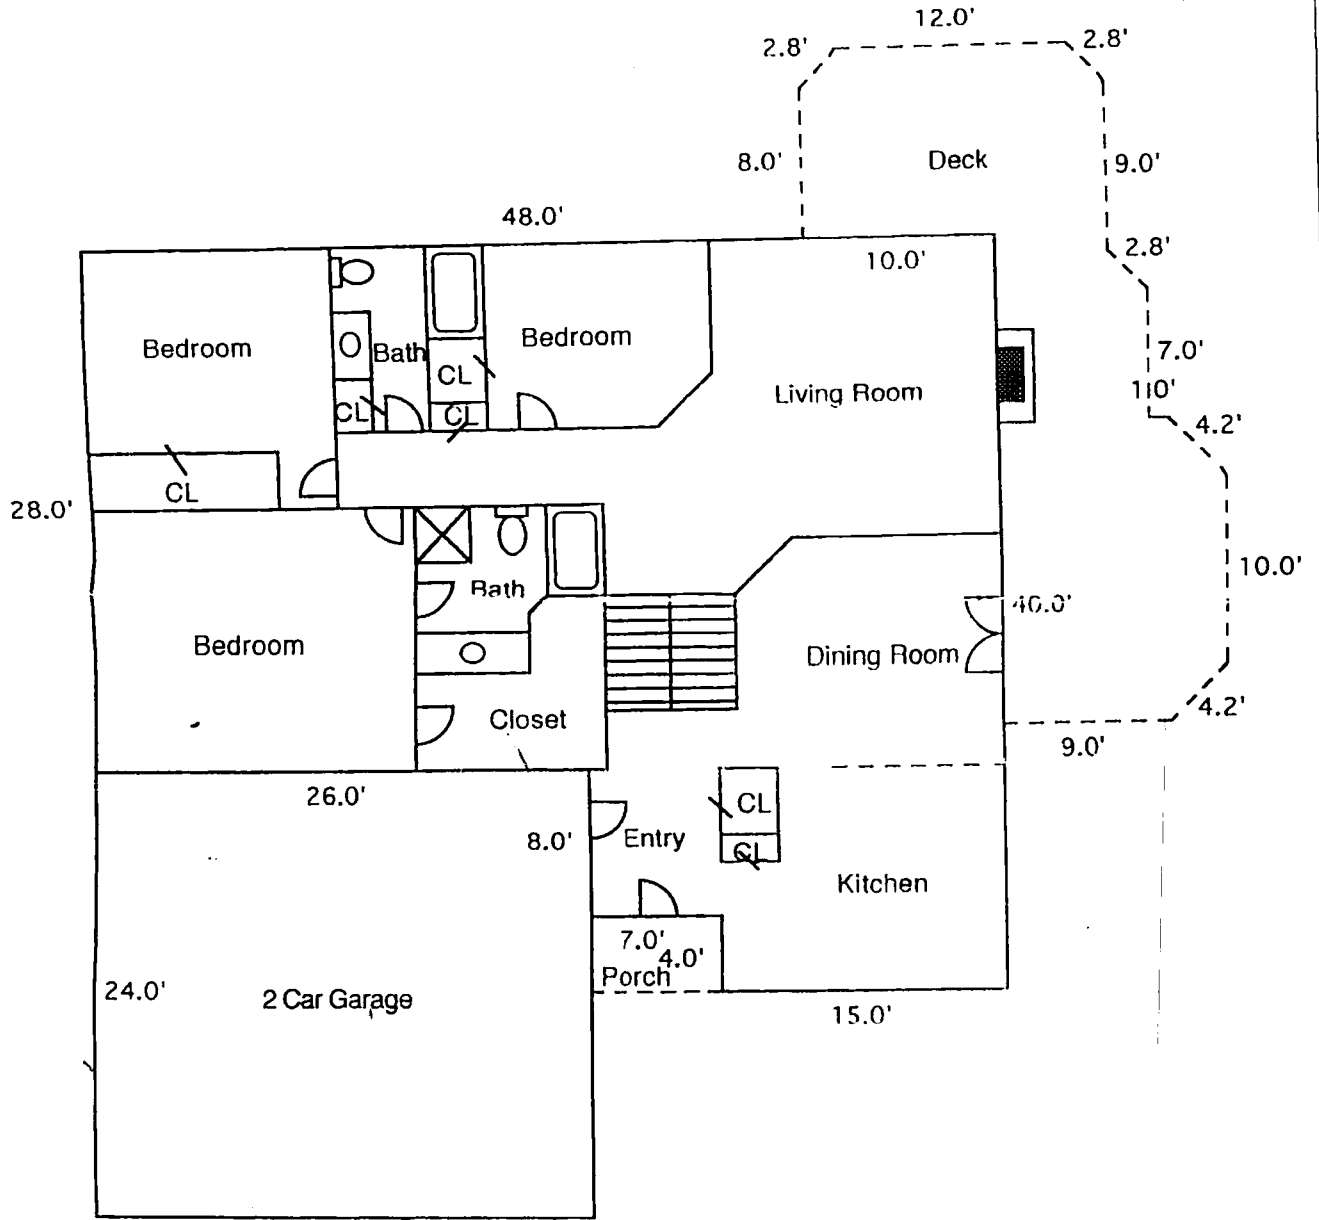 12.0'
2.8'
2.8'
8.0'
Deck
9.0'
48.0'
10.0'
2.8'
Bedroom
Bath
Bedroom
7.0'
CL
Living Room
1.0'
CL
CL
4.2'
CL
28.0'
10.0'
Bath
40.0'
Bedroom
Dining Room
Closet
4.2'
9.0'
26.0'
CL
8.0'
Entry
CL
Kitchen
7.0'
4.0'
Porch
24.0'
2 Car Garage
15.0'